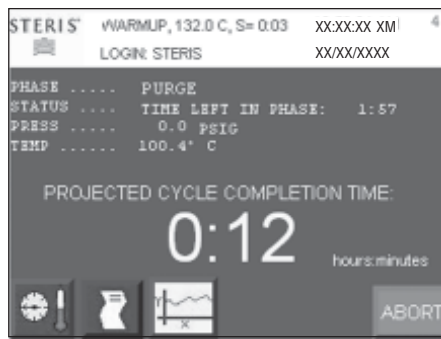 STERIS WARMUP, 132.0 C, S= 0:03 XX:XX:XX XM 4
LOGIN: STERIS XX/XX/XXXX
PHASE ..... PURGE
STATUS .... TIME LEFT IN PHASE: 1:57
PRESS ..... 0.0 PSIG
TEMP ...... 100.4° C
PROJECTED CYCLE COMPLETION TIME:
0:12 hours:minutes
Y
X
ABORT